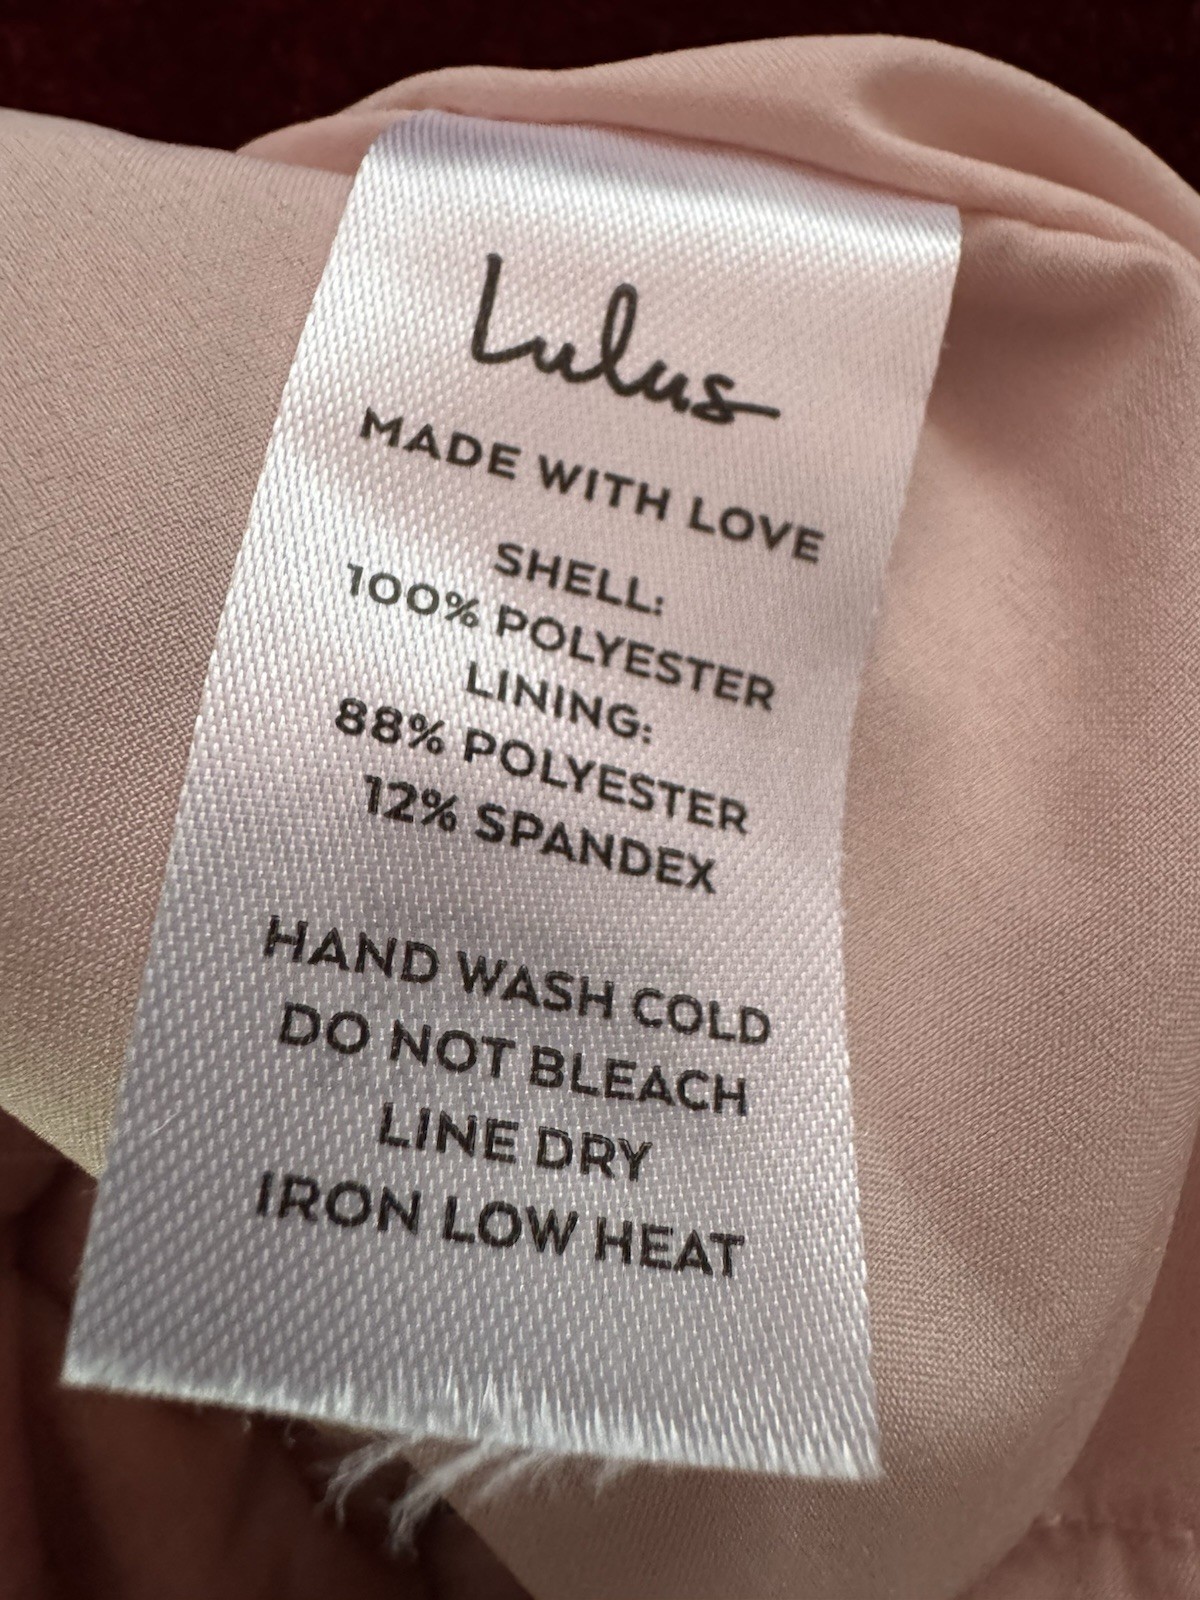 Lulus
MADE WITH LOVE
SHELL:
100% POLYESTER
LINING:
88% POLYESTER
12% SPANDEX
HAND WASH COLD
DO NOT BLEACH
LINE DRY
IRON LOW HEAT